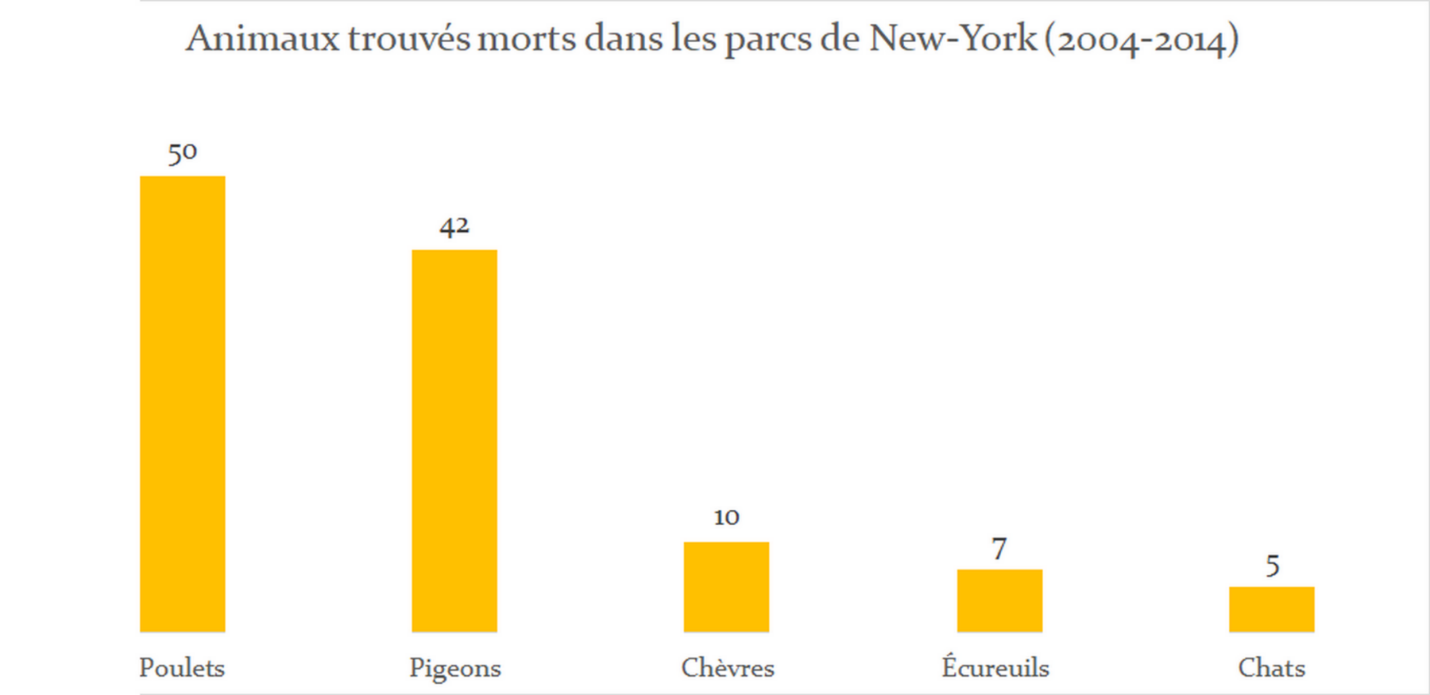 Animaux trouvés morts dans les parcs de New-York (2004-2014)
50
42
10
7
5
Poulets
Pigeons
Chèvres
Écureuils
Chats